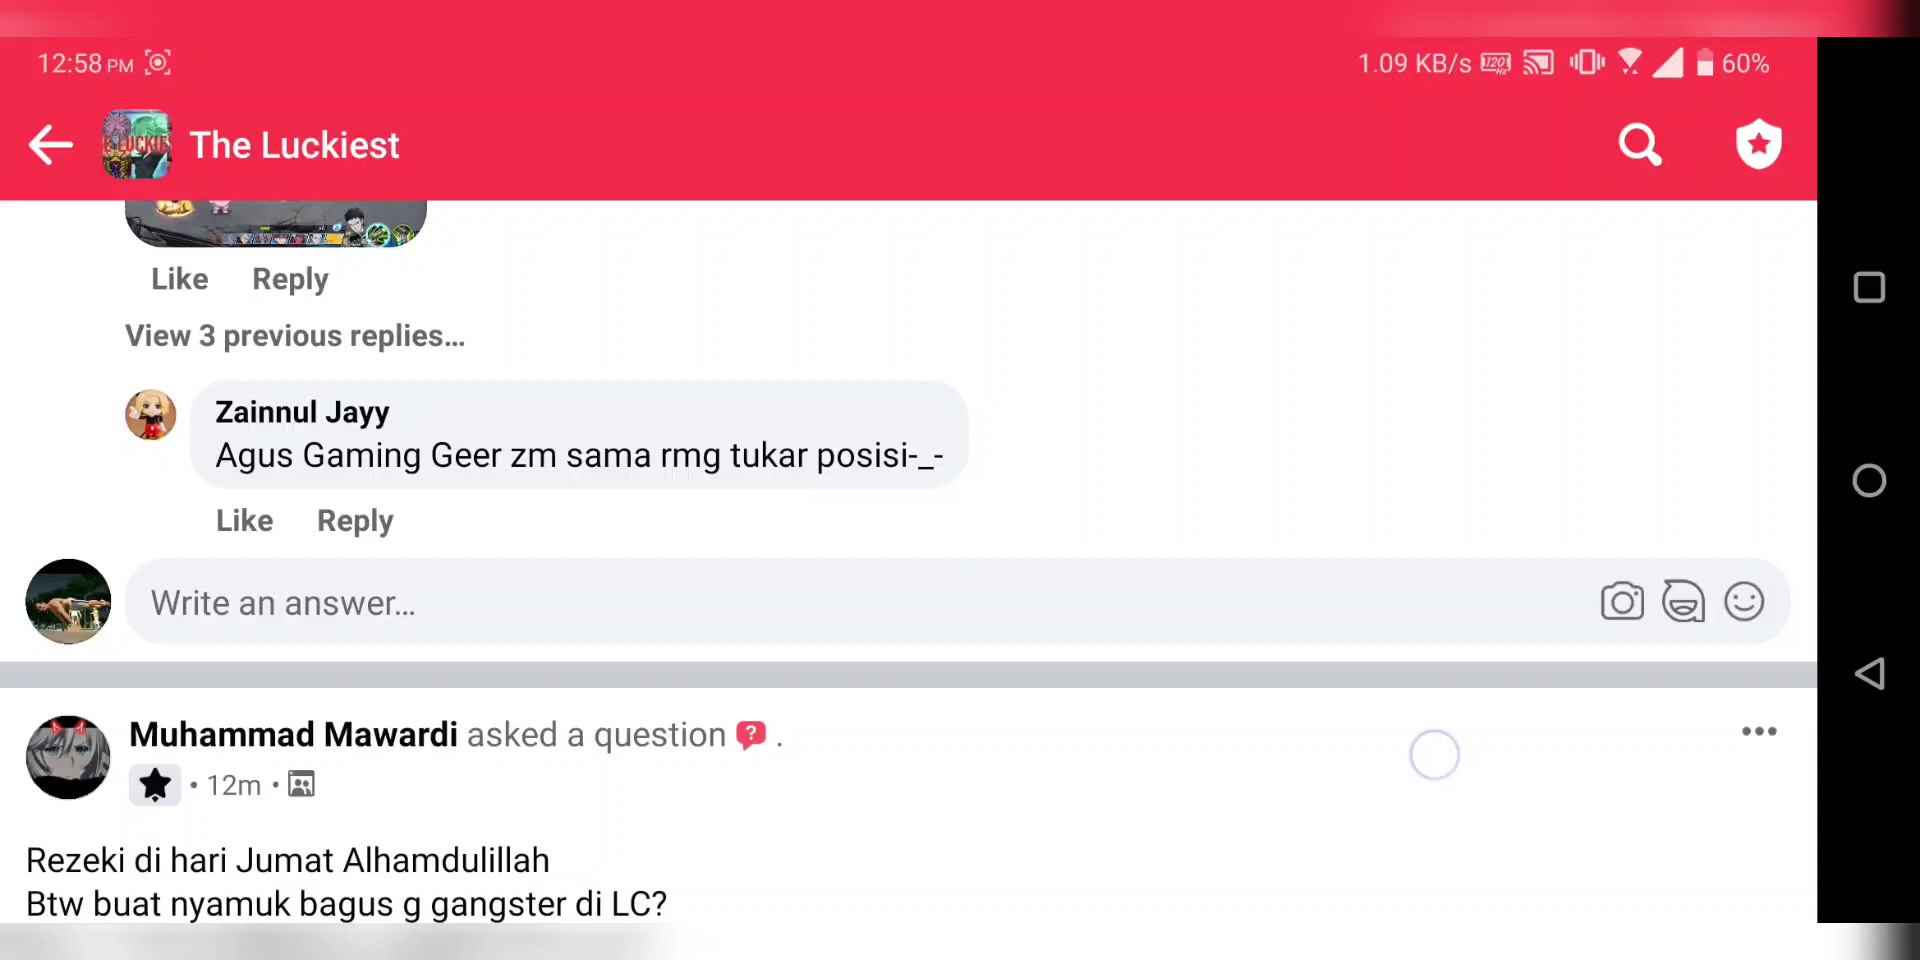 12:58 PM
1.09 KB/s 120 Hz 60%
The Luckiest
Like Reply
View 3 previous replies...
Zainnul Jayy
Agus Gaming Geer zm sama rmg tukar posisi-_-
Like Reply
Write an answer...
Muhammad Mawardi asked a question ? .
• 12m •
Rezeki di hari Jumat Alhamdulillah
Btw buat nyamuk bagus g gangster di LC?